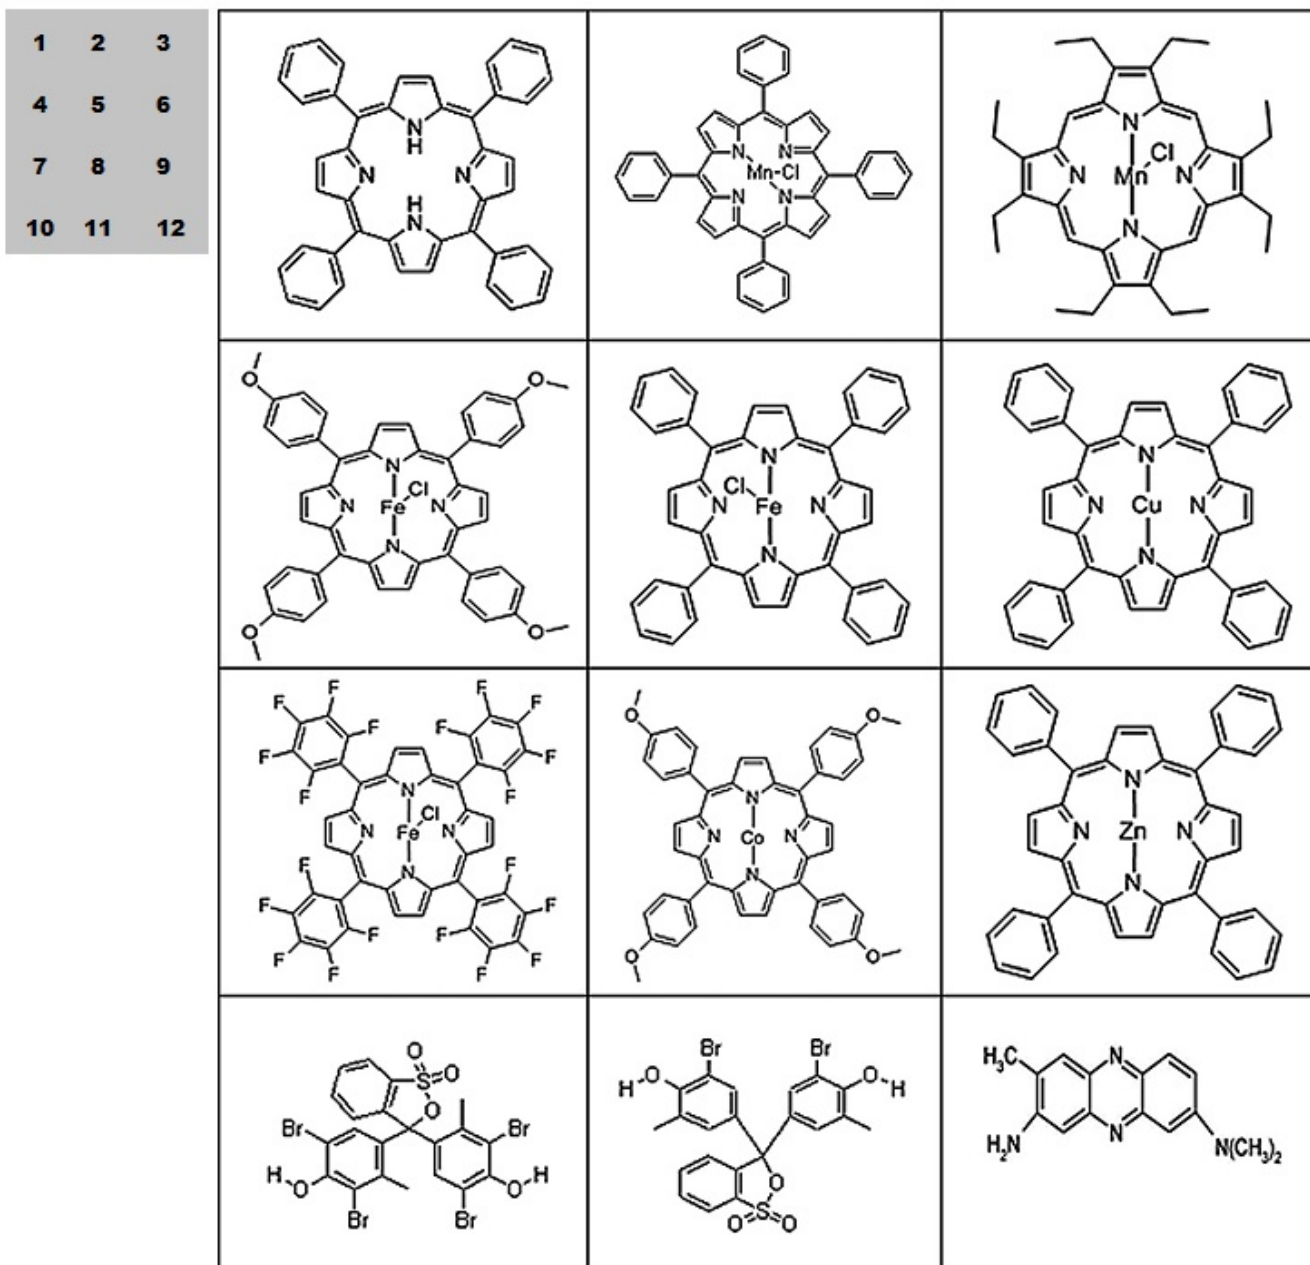 1 2 3
4 5 6
7 8 9
10 11 12
N
H
N N
H
N
N N
Mn-Cl
N N
N
Cl
N Mn N
N
O O
N
Cl
N Fe N
N
O O
N
Cl
N Fe N
N
N
N Cu N
N
F F
F F
F F
F F
N
F F
Cl
N Fe N
F F
N
F F
F F
F F
F F
O O
N
N Co N
N
O O
N
N Zn N
N
O
S O
O
Br Br
HO O H
Br Br
Br Br
H O O H
O
S
O O
H₃C N
N
H₂N N(CH₃)₂